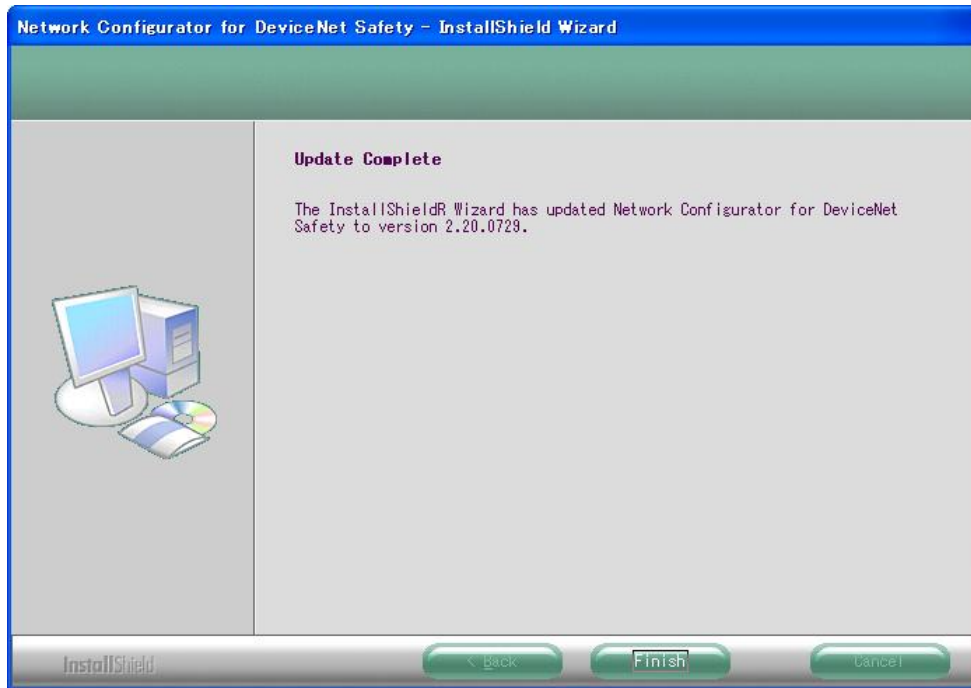 Network Configurator for DeviceNet Safety - InstallShield Wizard
Update Complete
The InstallShieldR Wizard has updated Network Configurator for DeviceNet
Safety to version 2.20.0729.
InstallShield
< Back
Finish
Cancel